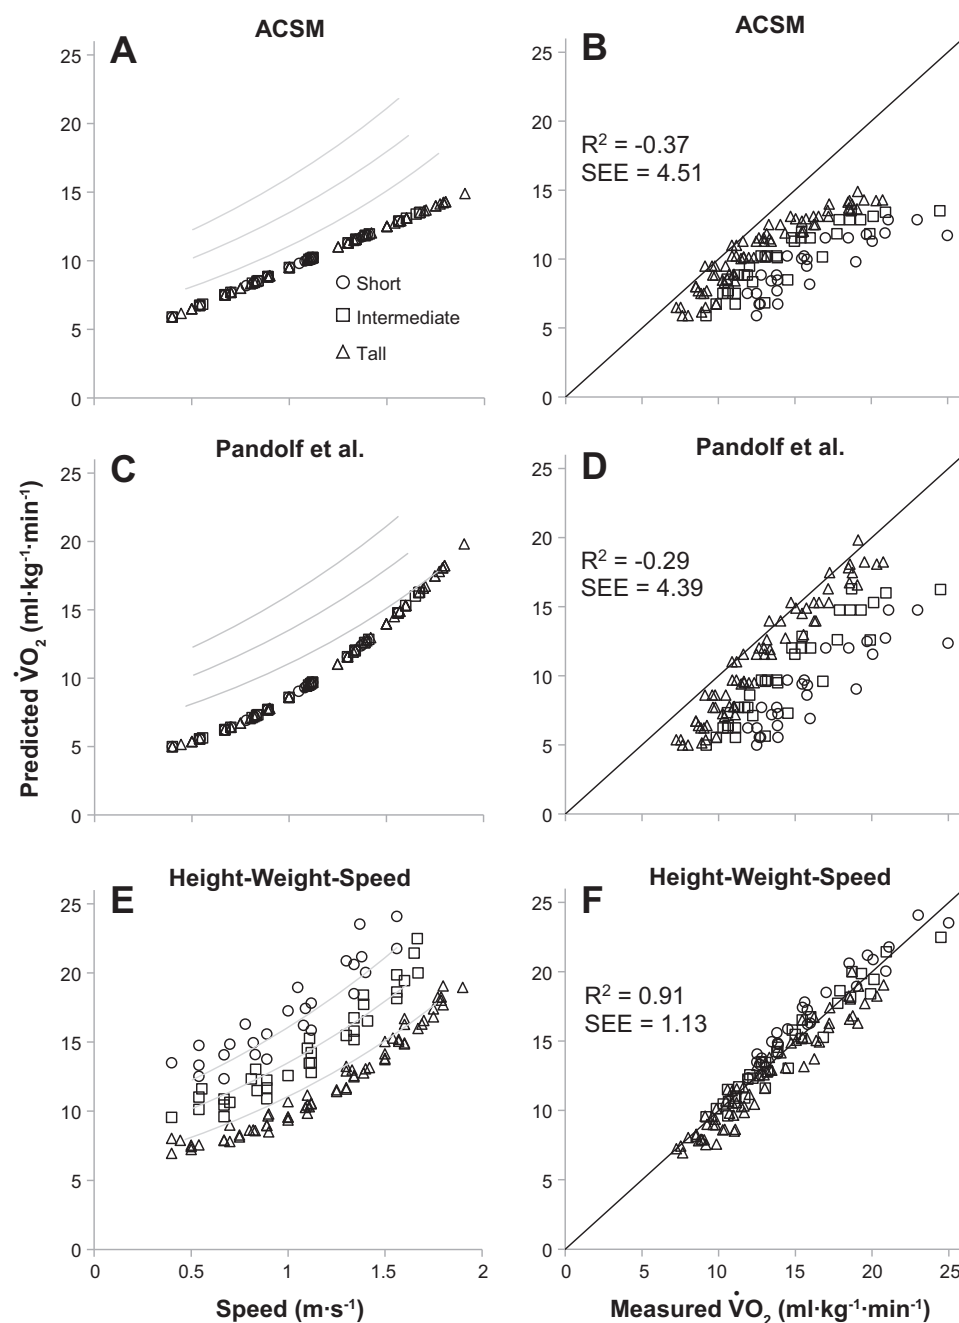 ACSM
A
25
20
15
10
5
0
Short
Intermediate
Tall
ACSM
B
25
20
15
10
5
0
R² = -0.37
SEE = 4.51
Pandolf et al.
C
25
20
15
10
5
0
Predicted V̇O₂ (ml·kg⁻¹·min⁻¹)
Pandolf et al.
D
25
20
15
10
5
0
R² = -0.29
SEE = 4.39
Height-Weight-Speed
E
25
20
15
10
5
0
0 0.5 1 1.5 2
Speed (m·s⁻¹)
Height-Weight-Speed
F
25
20
15
10
5
0
R² = 0.91
SEE = 1.13
0 5 10 15 20 25
Measured V̇O₂ (ml·kg⁻¹·min⁻¹)